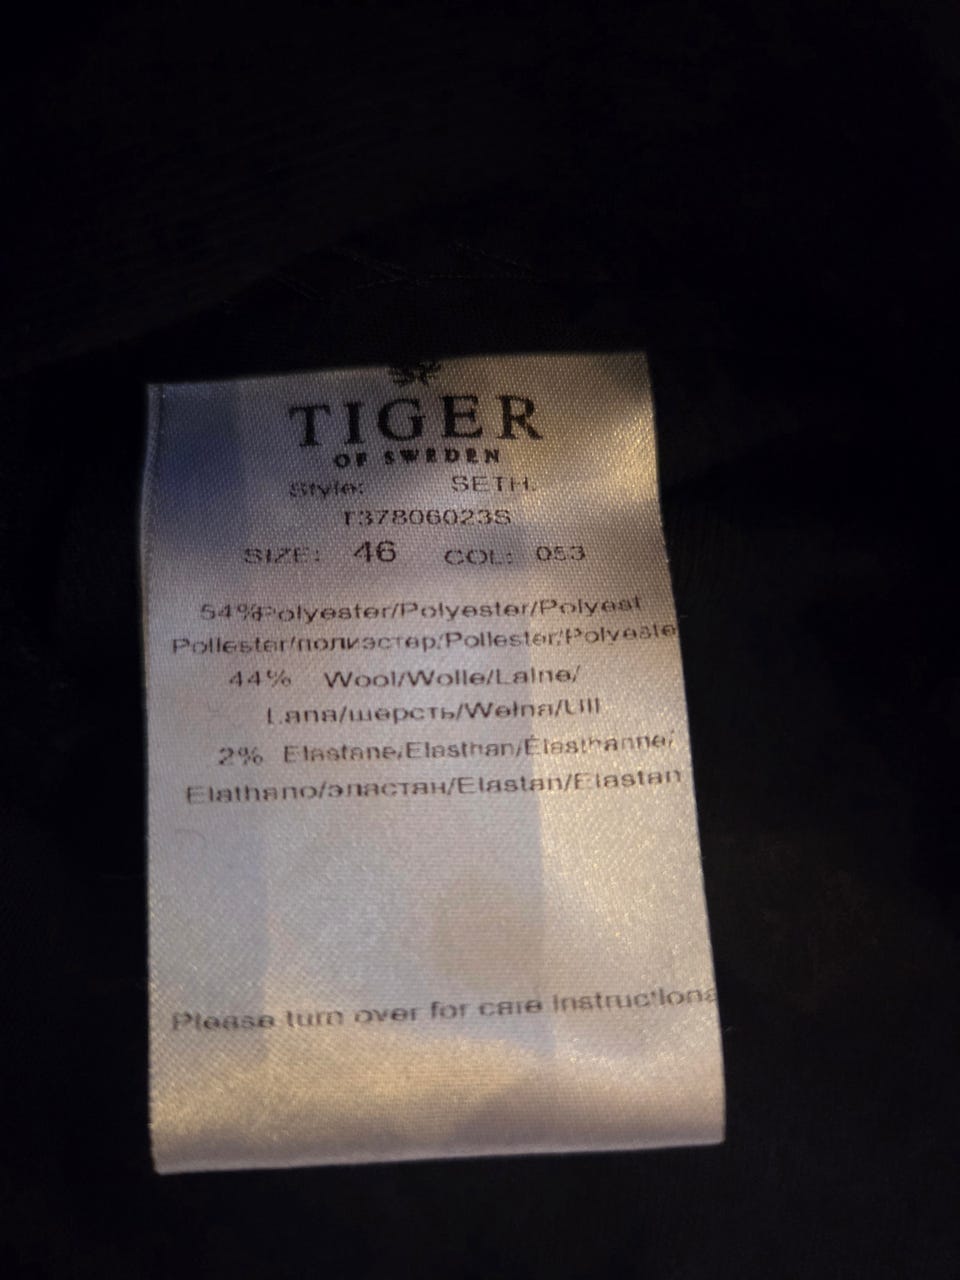 TIGER
OF SWEDEN
Style: SETH.
T37806023S
SIZE: 46 COL: 053
54%Polyester/Polyester/Polyest
Poliester/полиэстер/Poliester/Polyeste
44% Wool/Wolle/Laine/
Lana/шерсть/Wełna/Ull
2% Elastane/Elasthan/Élasthanne/
Elathano/эластан/Elastan/Elastan
Please turn over for care instructions